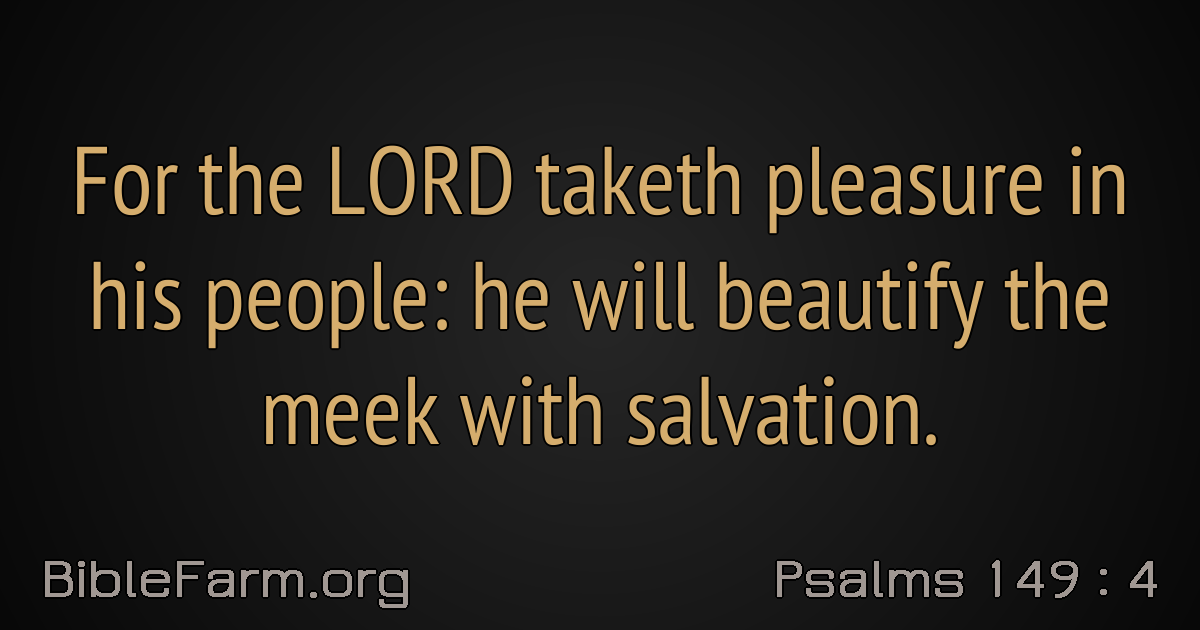 For the LORD taketh pleasure in
his people: he will beautify the
meek with salvation.
BibleFarm.org
Psalms 149 : 4